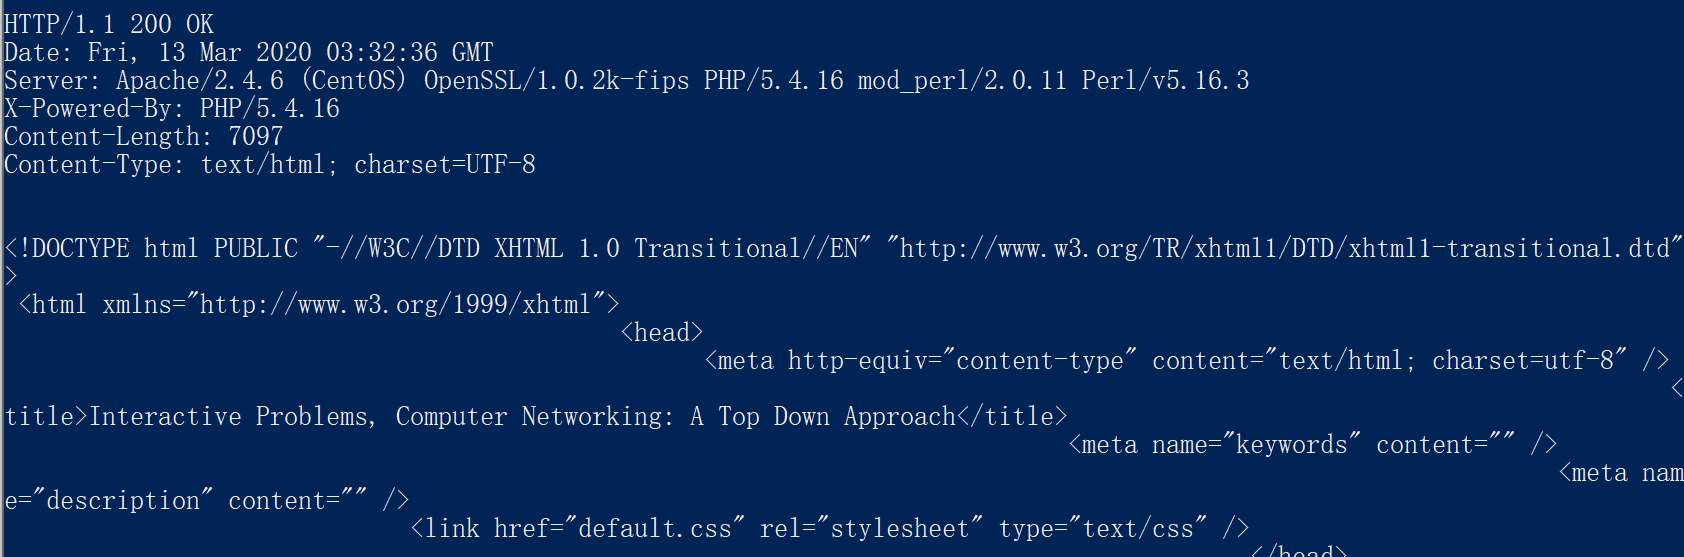 HTTP/1.1 200 OK
Date: Fri, 13 Mar 2020 03:32:36 GMT
Server: Apache/2.4.6 (CentOS) OpenSSL/1.0.2k-fips PHP/5.4.16 mod_perl/2.0.11 Perl/v5.16.3
X-Powered-By: PHP/5.4.16
Content-Length: 7097
Content-Type: text/html; charset=UTF-8
<!DOCTYPE html PUBLIC "-//W3C//DTD XHTML 1.0 Transitional//EN" "http://www.w3.org/TR/xhtml1/DTD/xhtml1-transitional.dtd"
>
<html xmlns="http://www.w3.org/1999/xhtml">
<head>
<meta http-equiv="content-type" content="text/html; charset=utf-8" />
<
title>Interactive Problems, Computer Networking: A Top Down Approach</title>
<meta name="keywords" content="" />
<meta nam
e="description" content="" />
<link href="default.css" rel="stylesheet" type="text/css" />
</head>